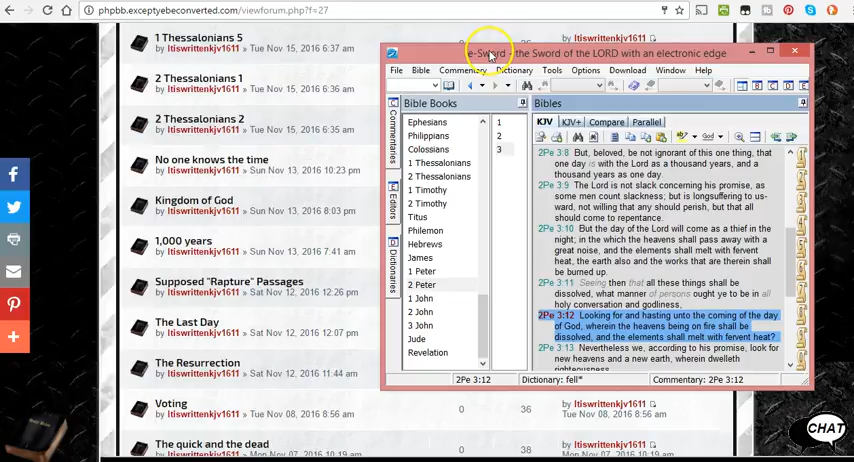 phpbb.exceptyebeconverted.com/viewforum.php?f=27
1 Thessalonians 5
by Itiswrittenkjv1611 » Tue Nov 15, 2016 6:37 am
2 Thessalonians 1
by Itiswrittenkjv1611 » Tue Nov 15, 2016 6:36 am
2 Thessalonians 2
by Itiswrittenkjv1611 » Tue Nov 15, 2016 6:35 am
No one knows the time
by Itiswrittenkjv1611 » Sun Nov 13, 2016 10:23 pm
Kingdom of God
by Itiswrittenkjv1611 » Sun Nov 13, 2016 8:03 pm
1,000 years
by Itiswrittenkjv1611 » Sun Nov 13, 2016 7:41 am
Supposed "Rapture" Passages
by Itiswrittenkjv1611 » Sat Nov 12, 2016 12:26 pm
The Last Day
by Itiswrittenkjv1611 » Sat Nov 12, 2016 12:07 pm
The Resurrection
by Itiswrittenkjv1611 » Sat Nov 12, 2016 11:44 am
Voting
by Itiswrittenkjv1611 » Tue Nov 08, 2016 8:56 am
0 36
by Itiswrittenkjv1611
Tue Nov 08, 2016 8:56 am
The quick and the dead
by Itiswrittenkjv1611 » Mon Nov 07, 2016
0 38
by Itiswrittenkjv1611
by Itiswrittenkjv1611
e-Sword - the Sword of the LORD with an electronic edge
File Bible Commentary Dictionary Tools Options Download Window Help
B C D E
Commentaries
Editors
Dictionaries
Bible Books
Ephesians
Philippians
Colossians
1 Thessalonians
2 Thessalonians
1 Timothy
2 Timothy
Titus
Philemon
Hebrews
James
1 Peter
2 Peter
1 John
2 John
3 John
Jude
Revelation
1
2
3
Bibles
KJV KJV+ Compare Parallel
God
2Pe 3:8 But, beloved, be not ignorant of this one thing, that
one day is with the Lord as a thousand years, and a
thousand years as one day.
2Pe 3:9 The Lord is not slack concerning his promise, as
some men count slackness; but is longsuffering to us-
ward, not willing that any should perish, but that all
should come to repentance.
2Pe 3:10 But the day of the Lord will come as a thief in the
night; in the which the heavens shall pass away with a
great noise, and the elements shall melt with fervent
heat, the earth also and the works that are therein shall
be burned up.
2Pe 3:11 Seeing then that all these things shall be
dissolved, what manner of persons ought ye to be in all
holy conversation and godliness,
2Pe 3:12 Looking for and hasting unto the coming of the day
of God, wherein the heavens being on fire shall be
dissolved, and the elements shall melt with fervent heat?
2Pe 3:13 Nevertheless we, according to his promise, look for
new heavens and a new earth, wherein dwelleth
righteousness.
2Pe 3:12 Dictionary: fell* Commentary: 2Pe 3:12
CHAT